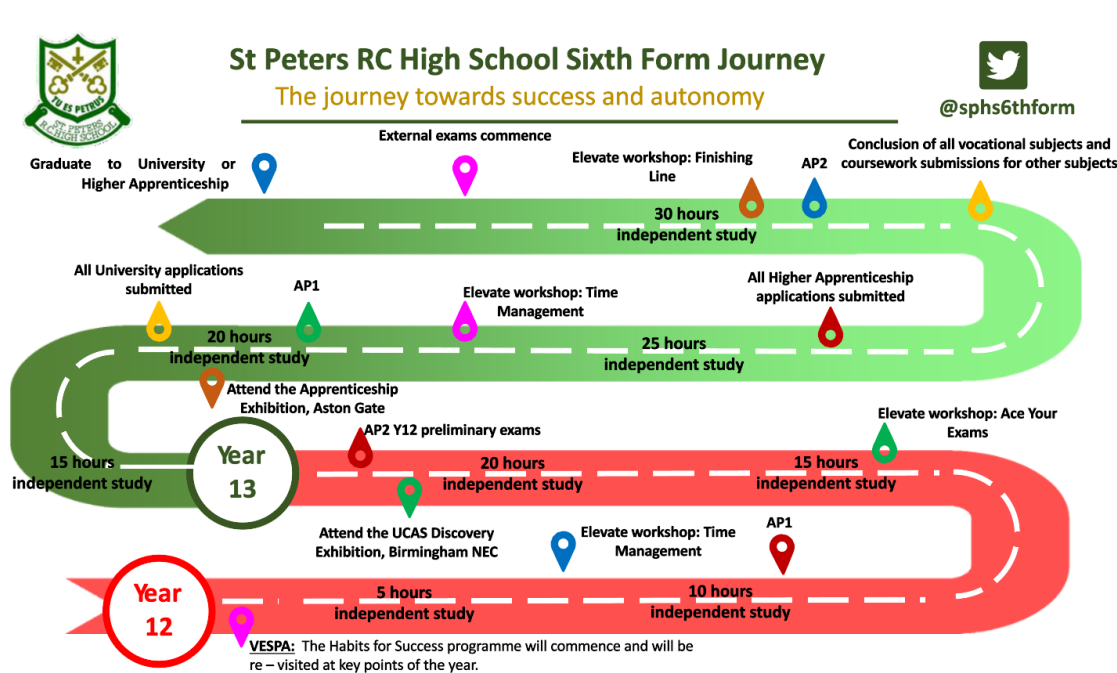 St Peters RC High School Sixth Form Journey
The journey towards success and autonomy
@sphs6thform
TU ES PETRUS
ST. PETERS
RC HIGH SCHOOL
Graduate to University or
Higher Apprenticeship
External exams commence
Elevate workshop: Finishing
Line
AP2
Conclusion of all vocational subjects and
coursework submissions for other subjects
30 hours
independent study
All University applications
submitted
AP1
Elevate workshop: Time
Management
All Higher Apprenticeship
applications submitted
20 hours
independent study
25 hours
independent study
Attend the Apprenticeship
Exhibition, Aston Gate
15 hours
independent study
Year
13
AP2 Y12 preliminary exams
20 hours
independent study
15 hours
independent study
Elevate workshop: Ace Your
Exams
Attend the UCAS Discovery
Exhibition, Birmingham NEC
Elevate workshop: Time
Management
AP1
Year
12
5 hours
independent study
10 hours
independent study
VESPA: The Habits for Success programme will commence and will be
re – visited at key points of the year.